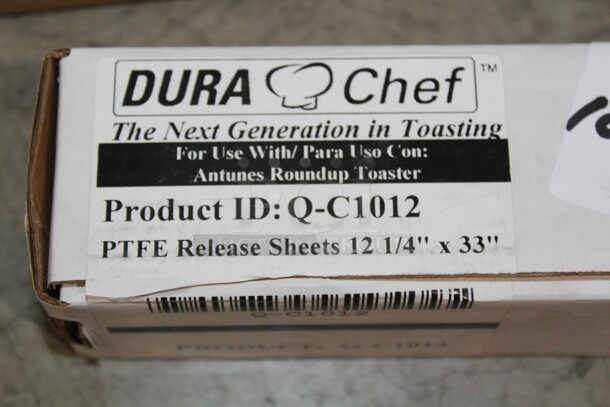 DURA Chef TM
The Next Generation in Toasting
For Use With/ Para Uso Con:
Antunes Roundup Toaster
Product ID: Q-C1012
PTFE Release Sheets 12 1/4" x 33"
Q-C1012